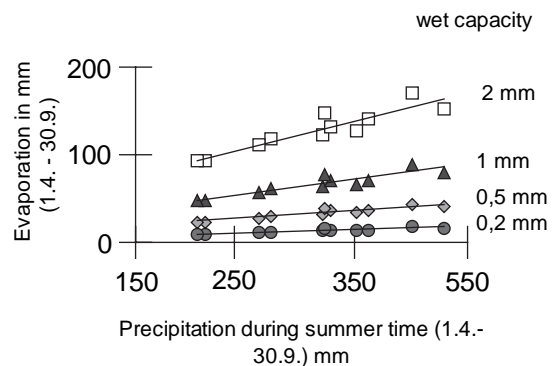 wet capacity
Evaporation in mm
(1.4. - 30.9.)
200
100
0
2 mm
1 mm
0,5 mm
0,2 mm
150 250 350 550
Precipitation during summer time (1.4.-
30.9.) mm